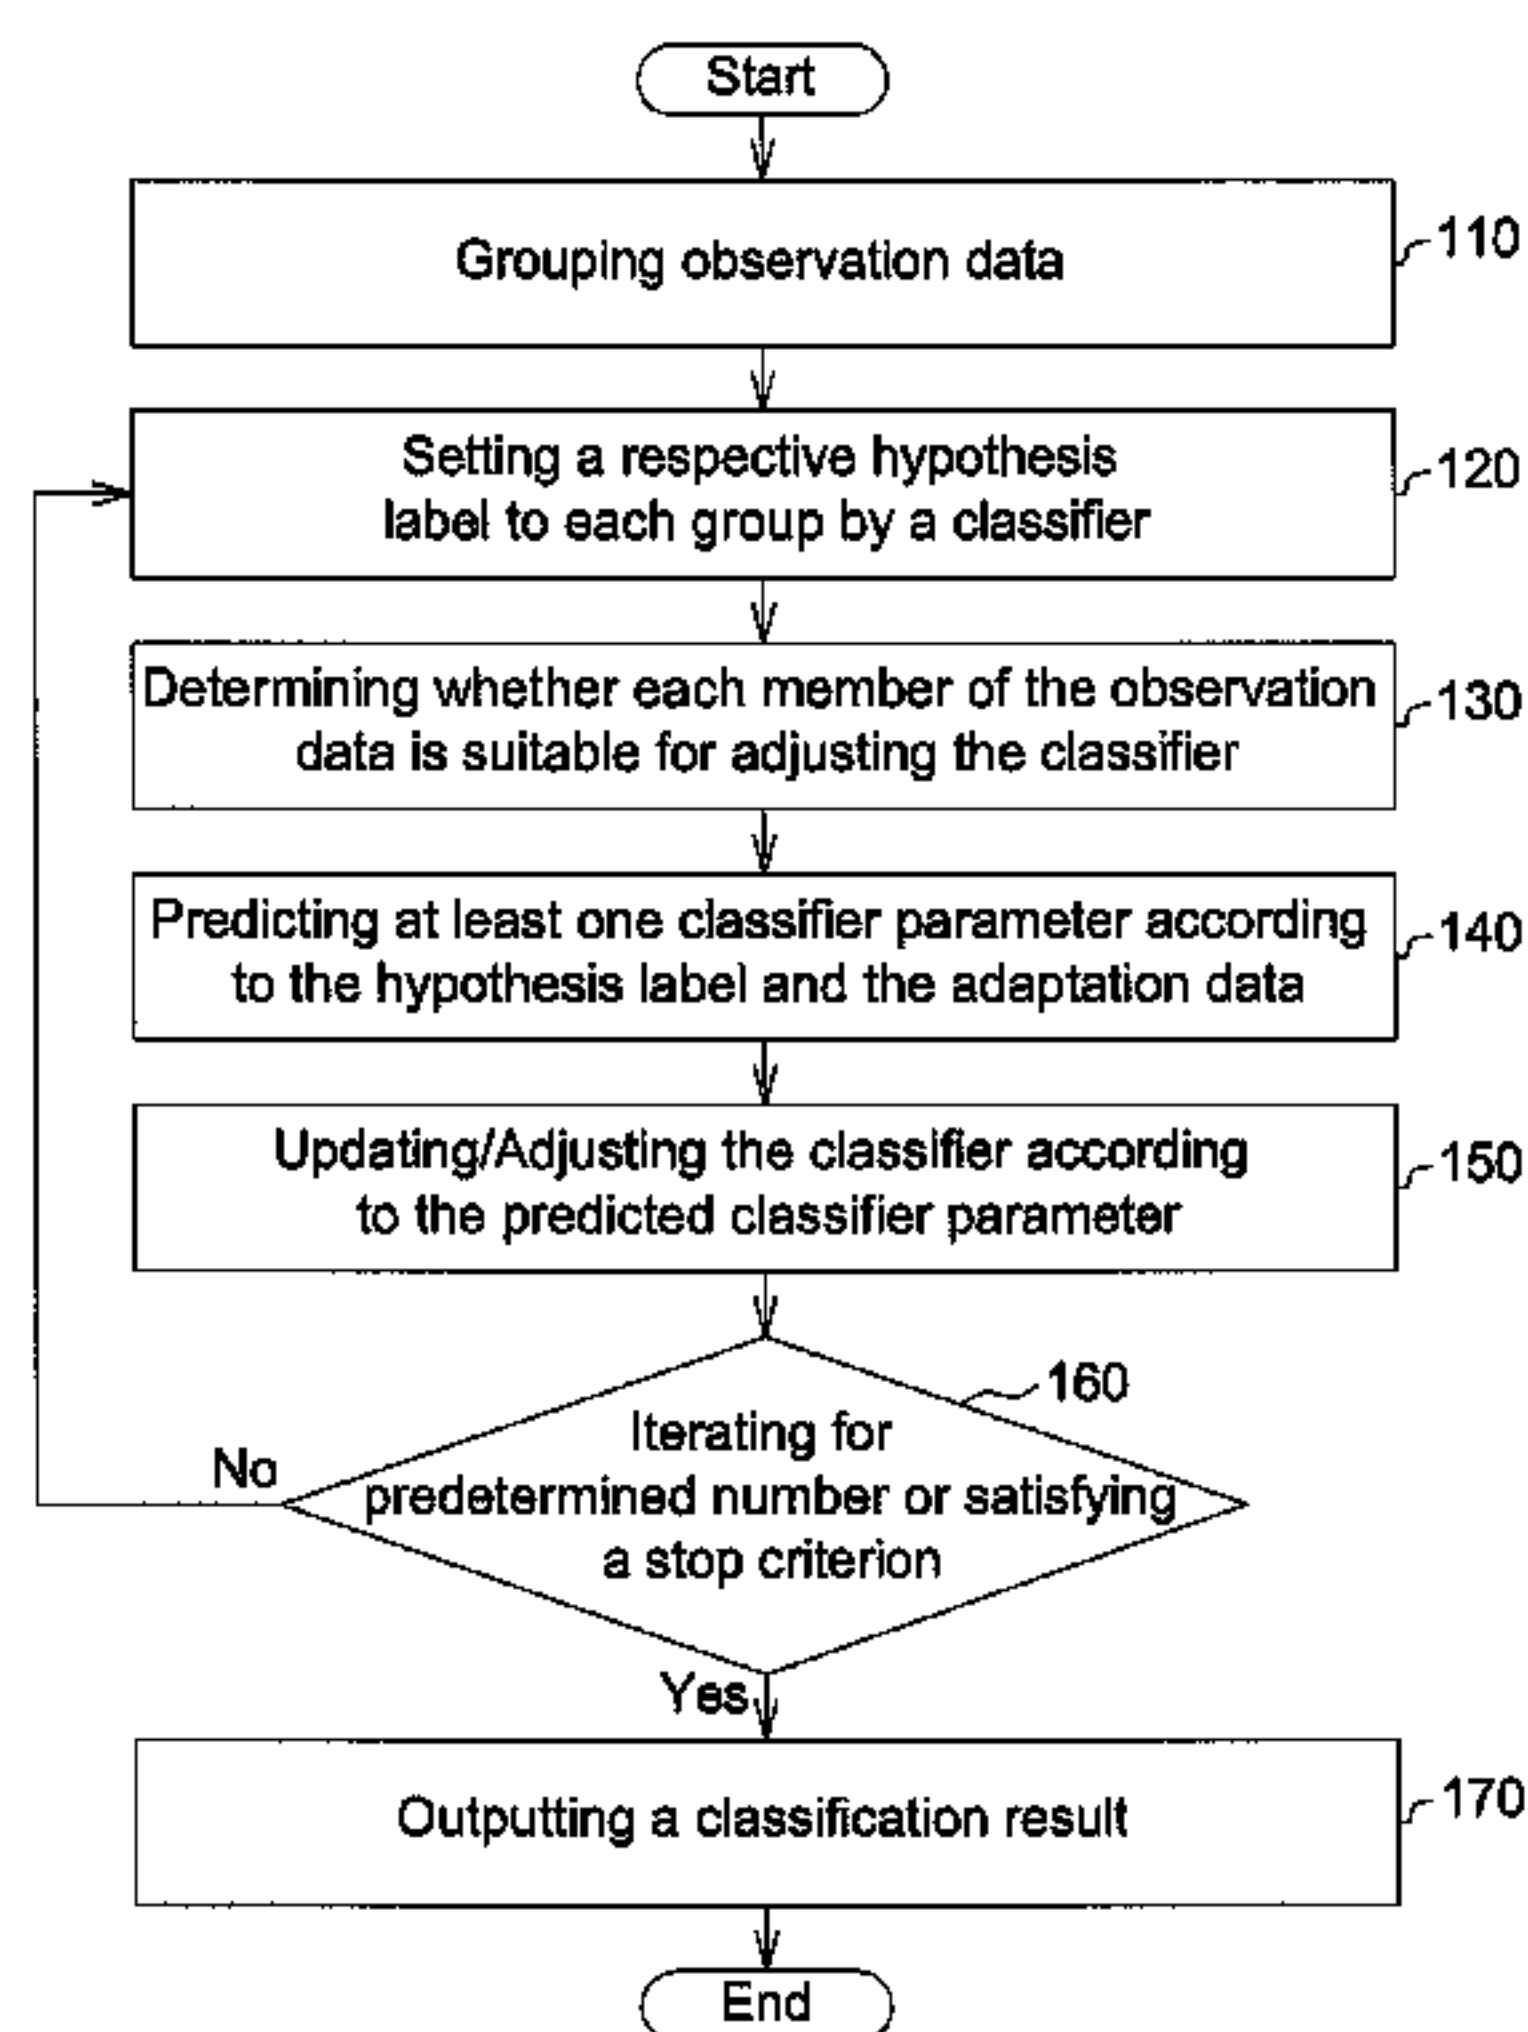 Start
Grouping observation data
110
Setting a respective hypothesis
label to each group by a classifier
120
Determining whether each member of the observation
data is suitable for adjusting the classifier
130
Predicting at least one classifier parameter according
to the hypothesis label and the adaptation data
140
Updating/Adjusting the classifier according
to the predicted classifier parameter
150
160
Iterating for
predetermined number or satisfying
a stop criterion
No
Yes
Outputting a classification result
170
End